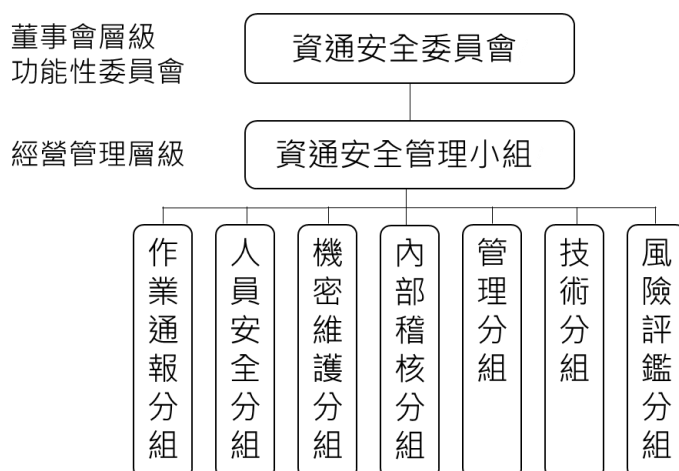 董事會層級
功能性委員會
資通安全委員會
經營管理層級
資通安全管理小組
作業通報分組
人員安全分組
機密維護分組
內部稽核分組
管理分組
技術分組
風險評鑑分組